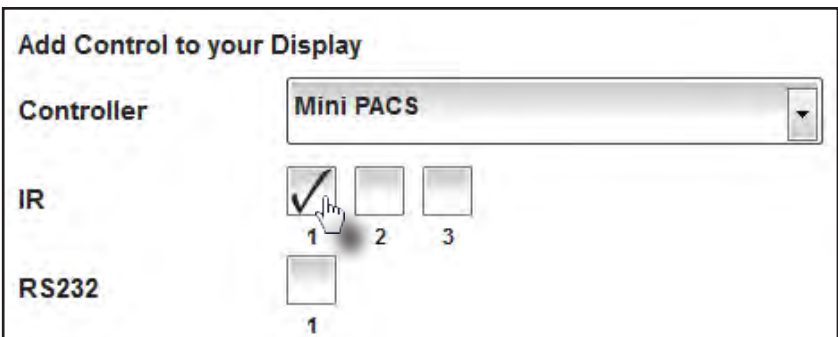 Add Control to your Display
Controller
Mini PACS
IR
1 2 3
RS232
1